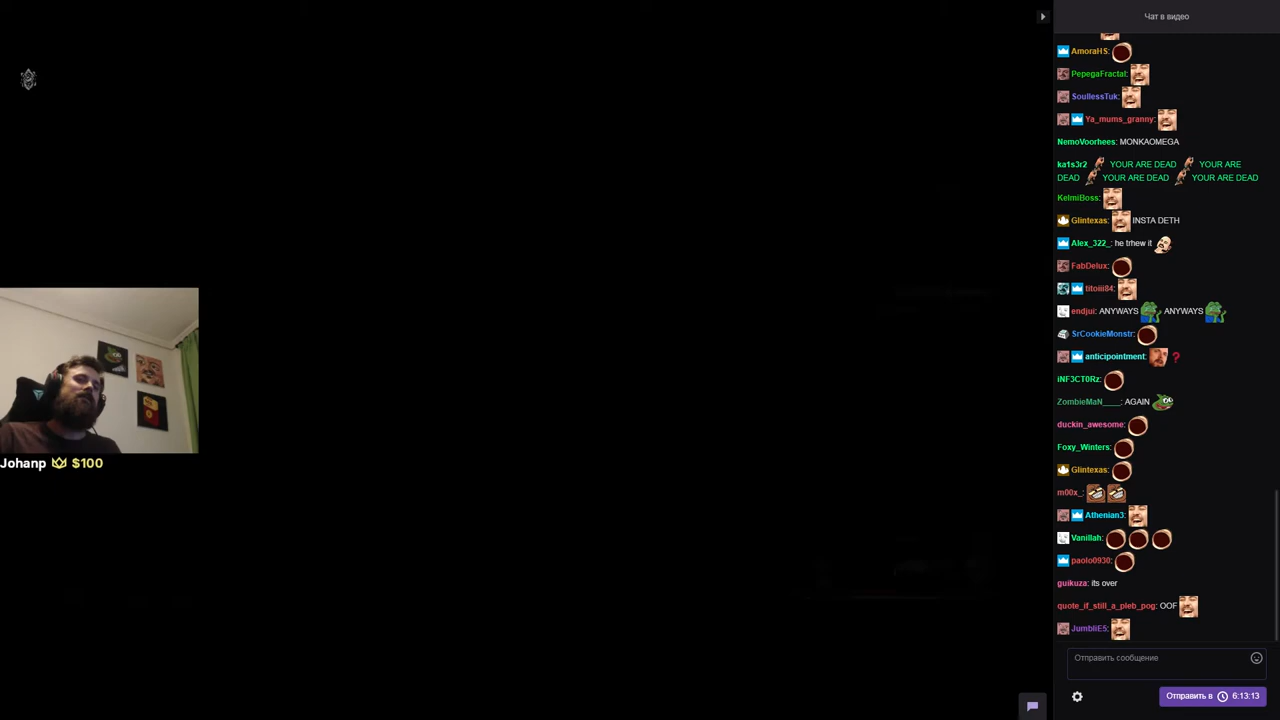 Чат в видео
AmoraHS:
PepegaFractal:
SoullessTuk:
Ya_mums_granny:
NemoVoorhees: MONKAOMEGA
ka1s3r2 YOUR ARE DEAD YOUR ARE
DEAD YOUR ARE DEAD YOUR ARE DEAD
KelmiBoss:
Glintexas: INSTA DETH
Alex_322_: he trhew it
FabDelux:
titoiii84:
endjui: ANYWAYS ANYWAYS
SrCookieMonstr:
anticipointment: ?
iNF3CT0Rz:
ZombieMaN____: AGAIN
duckin_awesome:
Foxy_Winters:
Glintexas:
m00x_:
Athenian3:
Vanillah:
paolo0930:
guikuza: its over
quote_if_still_a_pleb_pog: OOF
JumbliE5:
Johanp $100
Отправить сообщение
Отправить в 6:13:13